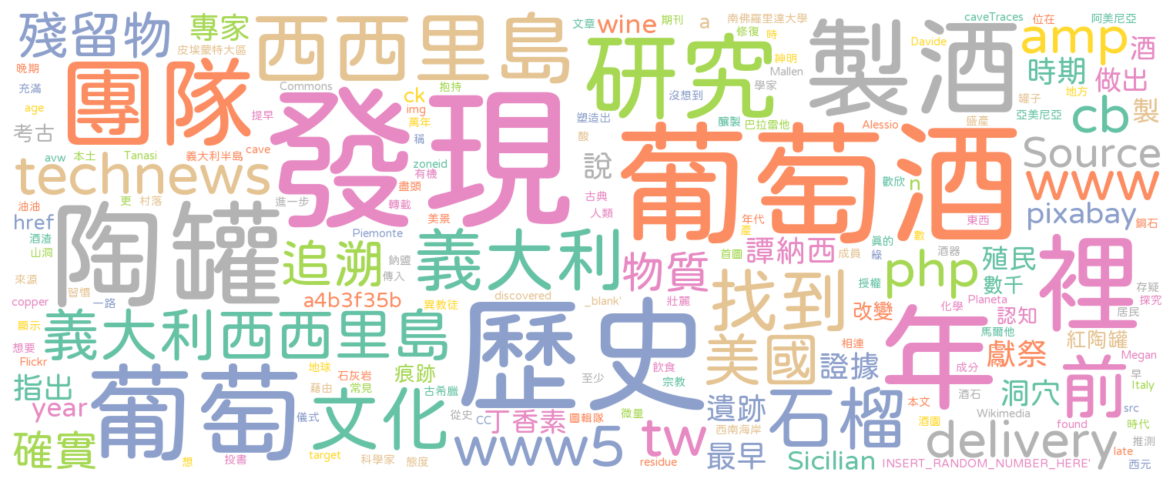 殘留物
專家
皮埃蒙特大區
西西里島
文章
wine
期刊
a
南佛羅里達大學
修復
時
神明
Mallen
學家
caveTraces
位在
阿美尼亞
Davide
amp
酒
晚期
充滿
age
團隊
Commons
抱持
發現
ck
img
萬年
稱
提早
研究
沒想到
塑造出
釀製
巴拉雷他
酸
製酒
時期
做出
地方
罐子
亞美尼亞
盛產
cb
製
考古
avw
本土
Tanasi
cave
義大利半島
technews
更
村落
進一步
zoneid
有機
盡頭
轉載
美景
說
古典
人類
葡萄酒
Alessio
歡欣
n
東西
Source
www
pixabay
鋼石
油油
href
酒渣
山洞
來源
習慣
copper
一路
陶罐
追溯
Piemonte
鈉鹽
傳入
義大利
物質
年代
產
首圖
譚納西
成員
真的
綠
數
酒器
殖民
數千
php
裡
a4b3f35b
異教徒
discovered
_blank'
壯麗
找到
授權
改變
化學
Planeta
認知
馬爾他
存疑
探究
居民
顯示
義大利西西里島
歷史
年
紅陶罐
想要
Flickr
地球
石灰岩
常見
痕跡
藉由
古希臘
至少
飲食
宗教
美國
相連
證據
獻祭
成分
早
Megan
Italy
指出
year
葡萄
儀式
文化
從史
CC
丁香素
圖輯隊
微量
遺跡
西南海岸
石榴
本文
酒石
酒國
洞穴
前
Wikimedia
found
src
時代
推測
確實
想
投書
target
科學家
態度
www5
residue
tw
最早
Sicilian
delivery
INSERT_RANDOM_NUMBER_HERE'
late
西元